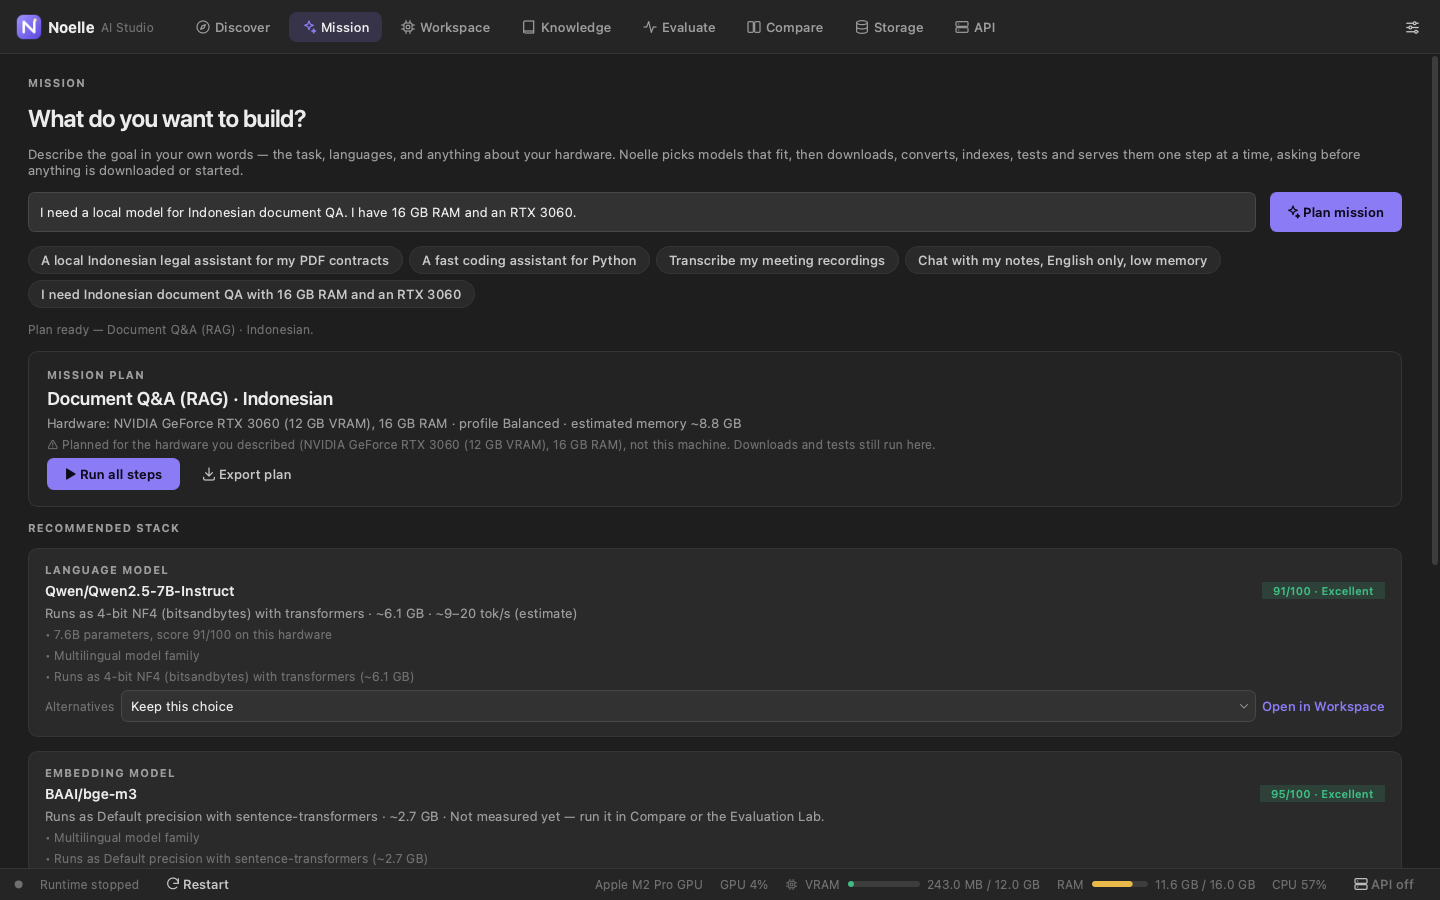 Noelle AI Studio
Discover
Mission
Workspace
Knowledge
Evaluate
Compare
Storage
API
MISSION
What do you want to build?
Describe the goal in your own words — the task, languages, and anything about your hardware. Noelle picks models that fit, then downloads, converts, indexes, tests and serves them one step at a time, asking before
anything is downloaded or started.
I need a local model for Indonesian document QA. I have 16 GB RAM and an RTX 3060.
Plan mission
A local Indonesian legal assistant for my PDF contracts
A fast coding assistant for Python
Transcribe my meeting recordings
Chat with my notes, English only, low memory
I need Indonesian document QA with 16 GB RAM and an RTX 3060
Plan ready — Document Q&A (RAG) · Indonesian.
MISSION PLAN
Document Q&A (RAG) · Indonesian
Hardware: NVIDIA GeForce RTX 3060 (12 GB VRAM), 16 GB RAM · profile Balanced · estimated memory ~8.8 GB
⚠ Planned for the hardware you described (NVIDIA GeForce RTX 3060 (12 GB VRAM), 16 GB RAM), not this machine. Downloads and tests still run here.
Run all steps
Export plan
RECOMMENDED STACK
LANGUAGE MODEL
Qwen/Qwen2.5-7B-Instruct
91/100 · Excellent
Runs as 4-bit NF4 (bitsandbytes) with transformers · ~6.1 GB · ~9–20 tok/s (estimate)
• 7.6B parameters, score 91/100 on this hardware
• Multilingual model family
• Runs as 4-bit NF4 (bitsandbytes) with transformers (~6.1 GB)
Alternatives
Keep this choice
Open in Workspace
EMBEDDING MODEL
BAAI/bge-m3
95/100 · Excellent
Runs as Default precision with sentence-transformers · ~2.7 GB · Not measured yet — run it in Compare or the Evaluation Lab.
• Multilingual model family
• Runs as Default precision with sentence-transformers (~2.7 GB)
Runtime stopped
Restart
Apple M2 Pro GPU
GPU 4%
VRAM
243.0 MB / 12.0 GB
RAM
11.6 GB / 16.0 GB
CPU 57%
API off